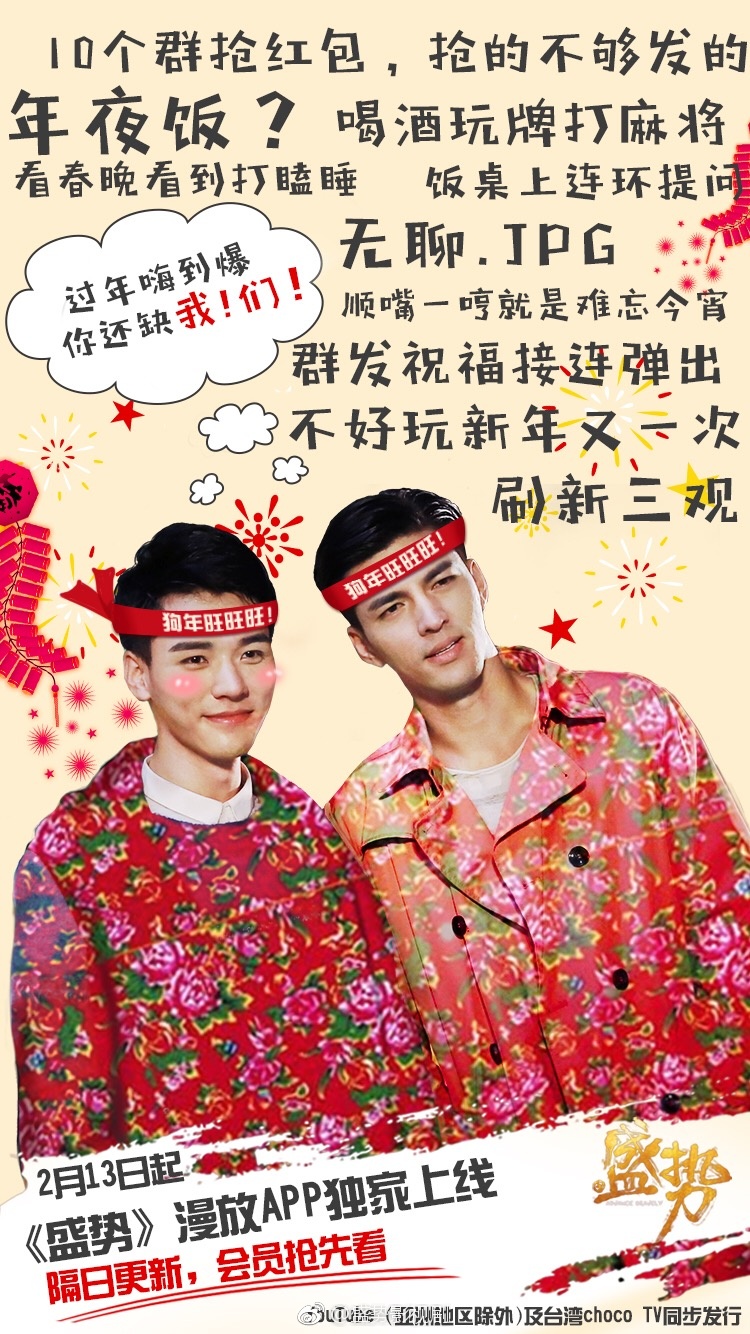 10个群抢红包，抢的不够发的
年夜饭？ 喝酒玩牌打麻将
看春晚看到打瞌睡 饭桌上连环提问
无聊.JPG
过年嗨到爆
你还缺我!们!
顺嘴一哼就是难忘今宵
群发祝福接连弹出
不好玩新年又一次
刷新三观
狗年旺旺旺!
狗年旺旺旺!
2月13日起
《盛势》漫放APP独家上线
隔日更新，会员抢先看
盛势
YouTube（亚洲地区除外)及台湾choco TV同步发行